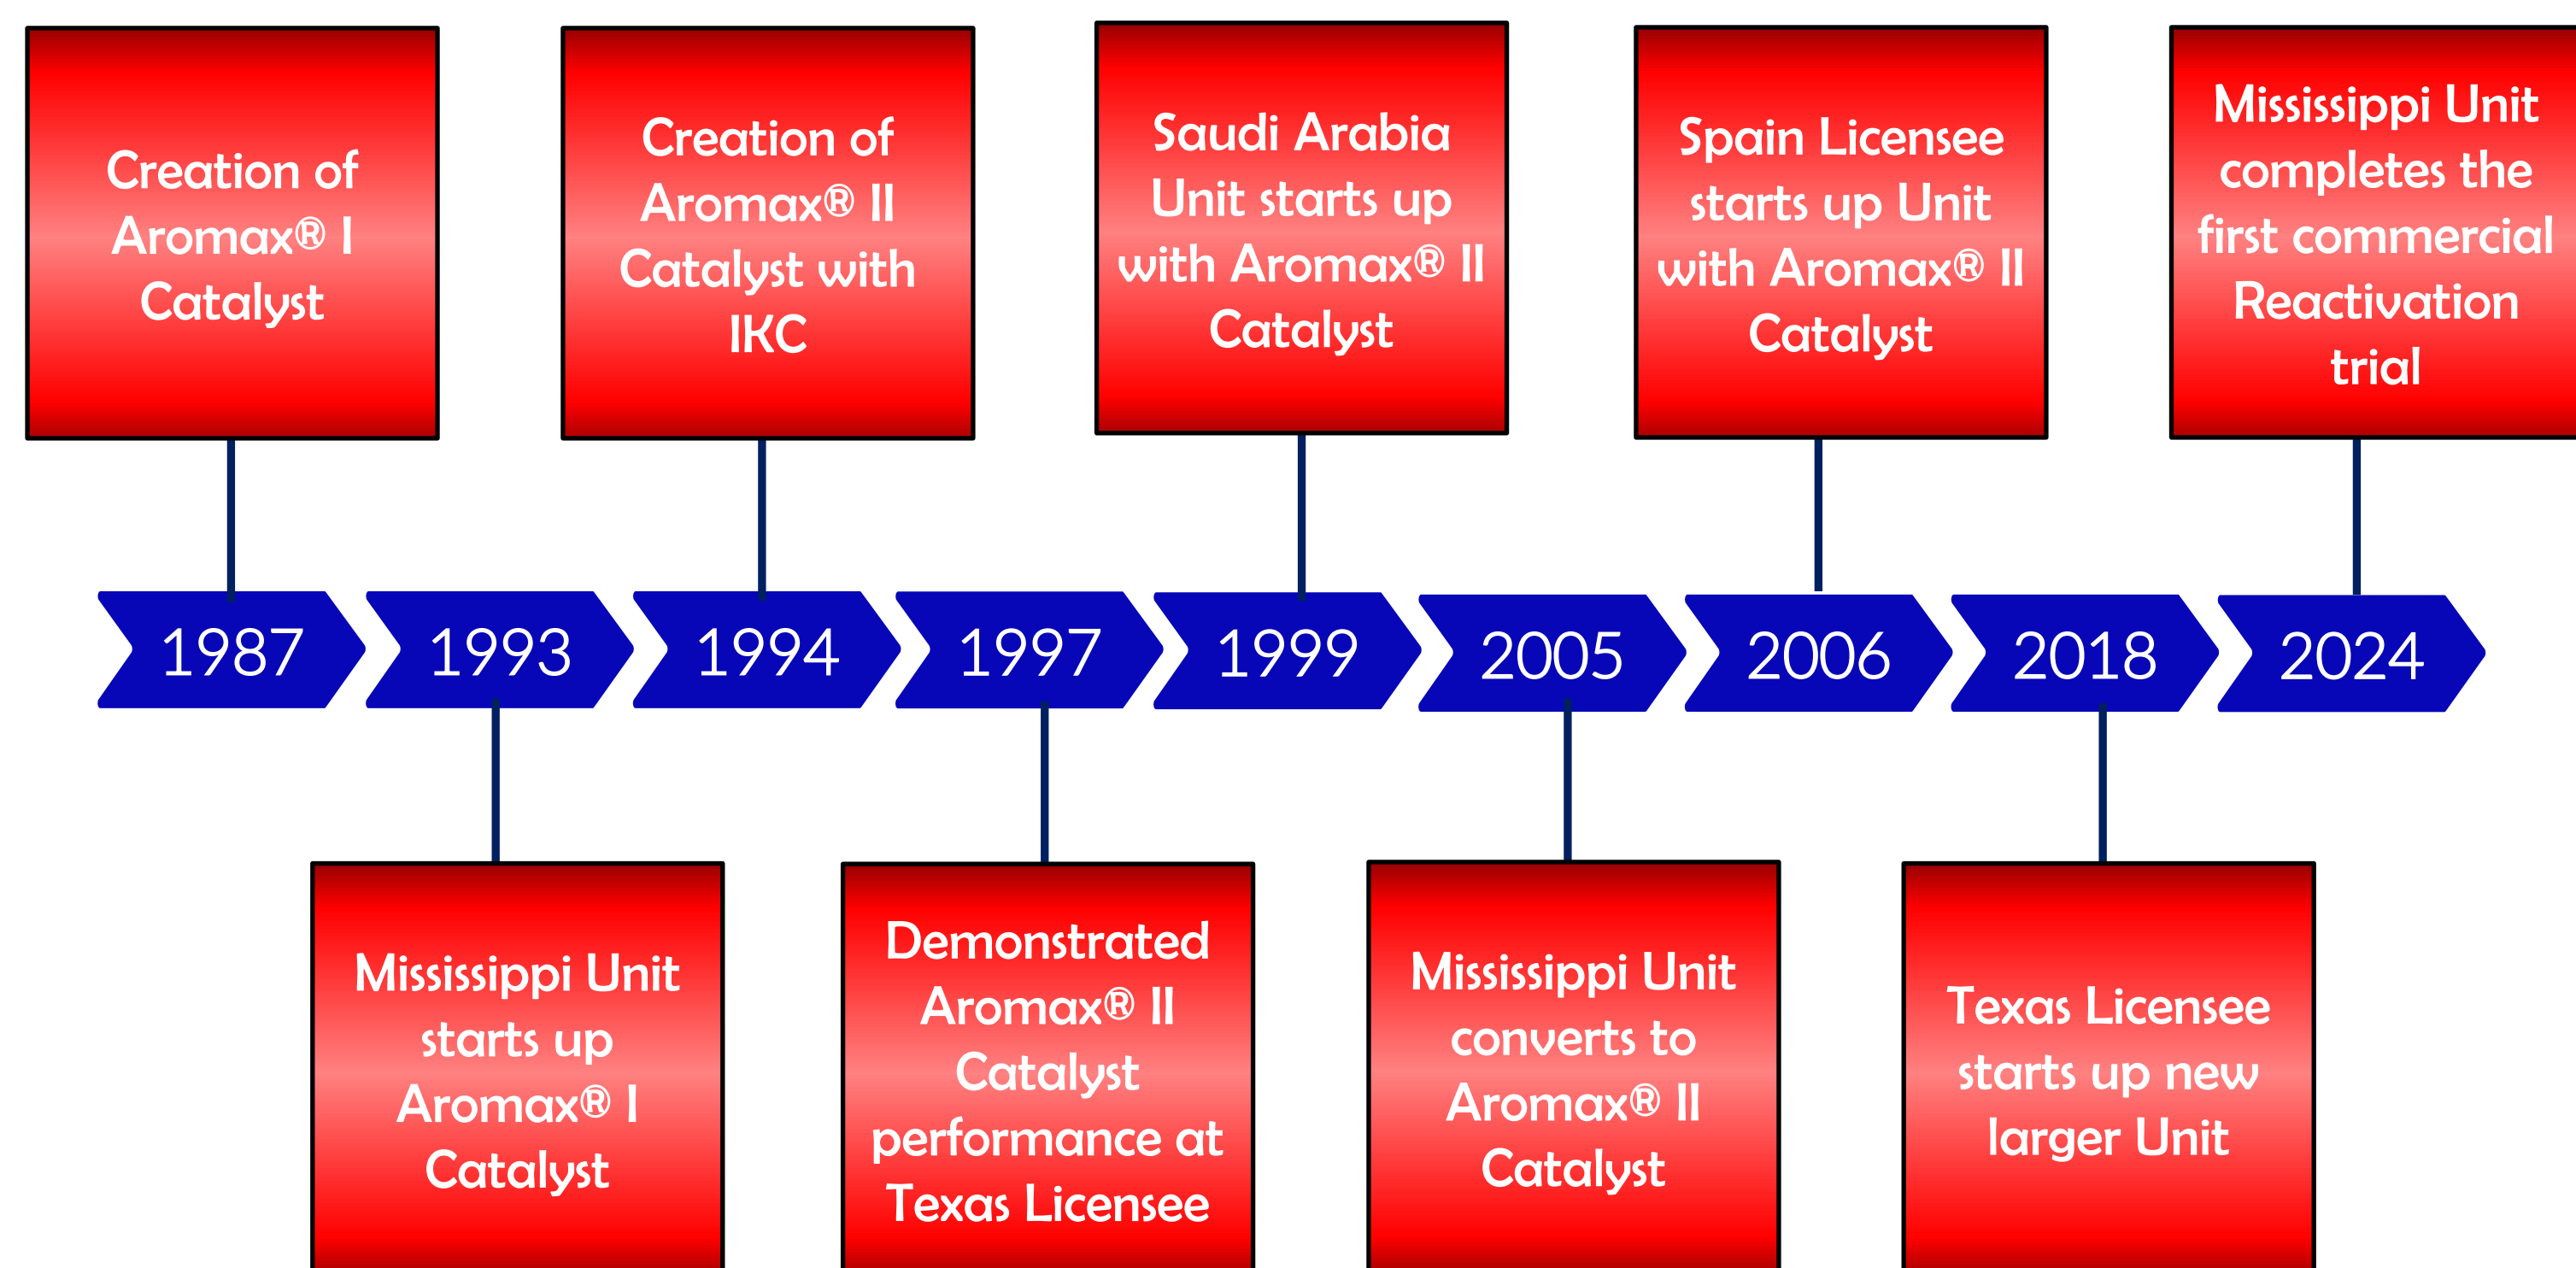 Creation of
Aromax® I
Catalyst
Creation of
Aromax® II
Catalyst with
IKC
Saudi Arabia
Unit starts up
with Aromax® II
Catalyst
Spain Licensee
starts up Unit
with Aromax® II
Catalyst
Mississippi Unit
completes the
first commercial
Reactivation
trial
1987
1993
1994
1997
1999
2005
2006
2018
2024
Mississippi Unit
starts up
Aromax® I
Catalyst
Demonstrated
Aromax® II
Catalyst
performance at
Texas Licensee
Mississippi Unit
converts to
Aromax® II
Catalyst
Texas Licensee
starts up new
larger Unit